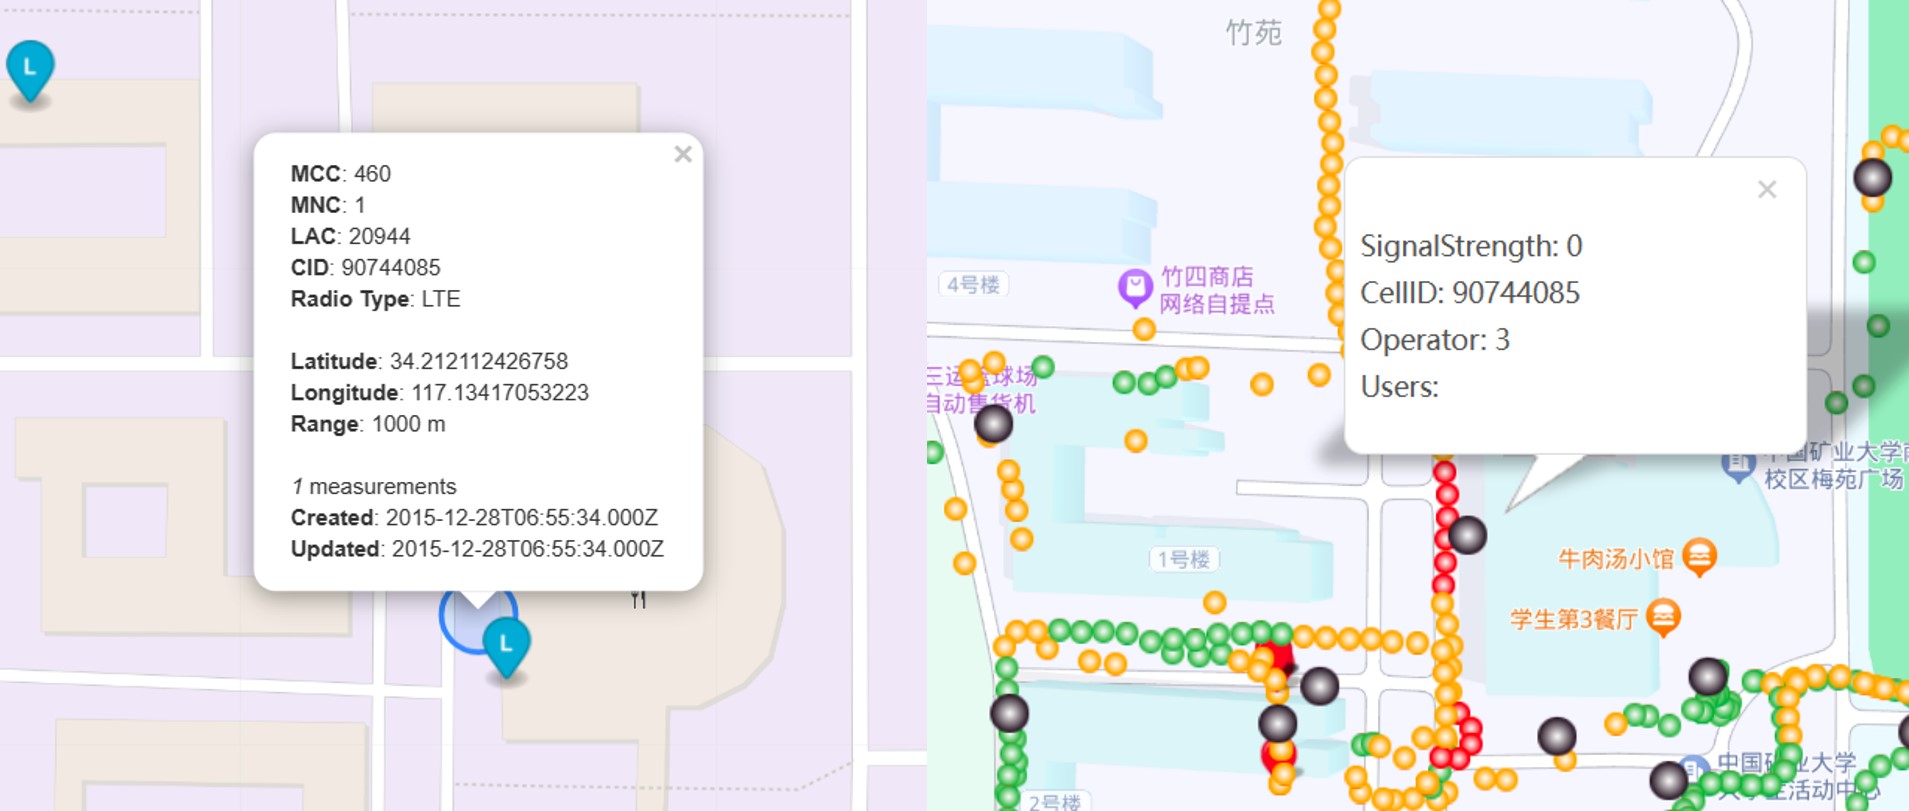 L
×
MCC: 460
MNC: 1
LAC: 20944
CID: 90744085
Radio Type: LTE
Latitude: 34.212112426758
Longitude: 117.13417053223
Range: 1000 m
1 measurements
Created: 2015-12-28T06:55:34.000Z
Updated: 2015-12-28T06:55:34.000Z
L
竹苑
×
SignalStrength: 0
CellID: 90744085
Operator: 3
Users:
4号楼
竹四商店
网络自提点
三运篮球场
自动售货机
中国矿业大学南
校区梅苑广场
1号楼
牛肉汤小馆
学生第3餐厅
中国矿业大学
生活动中心
2号楼